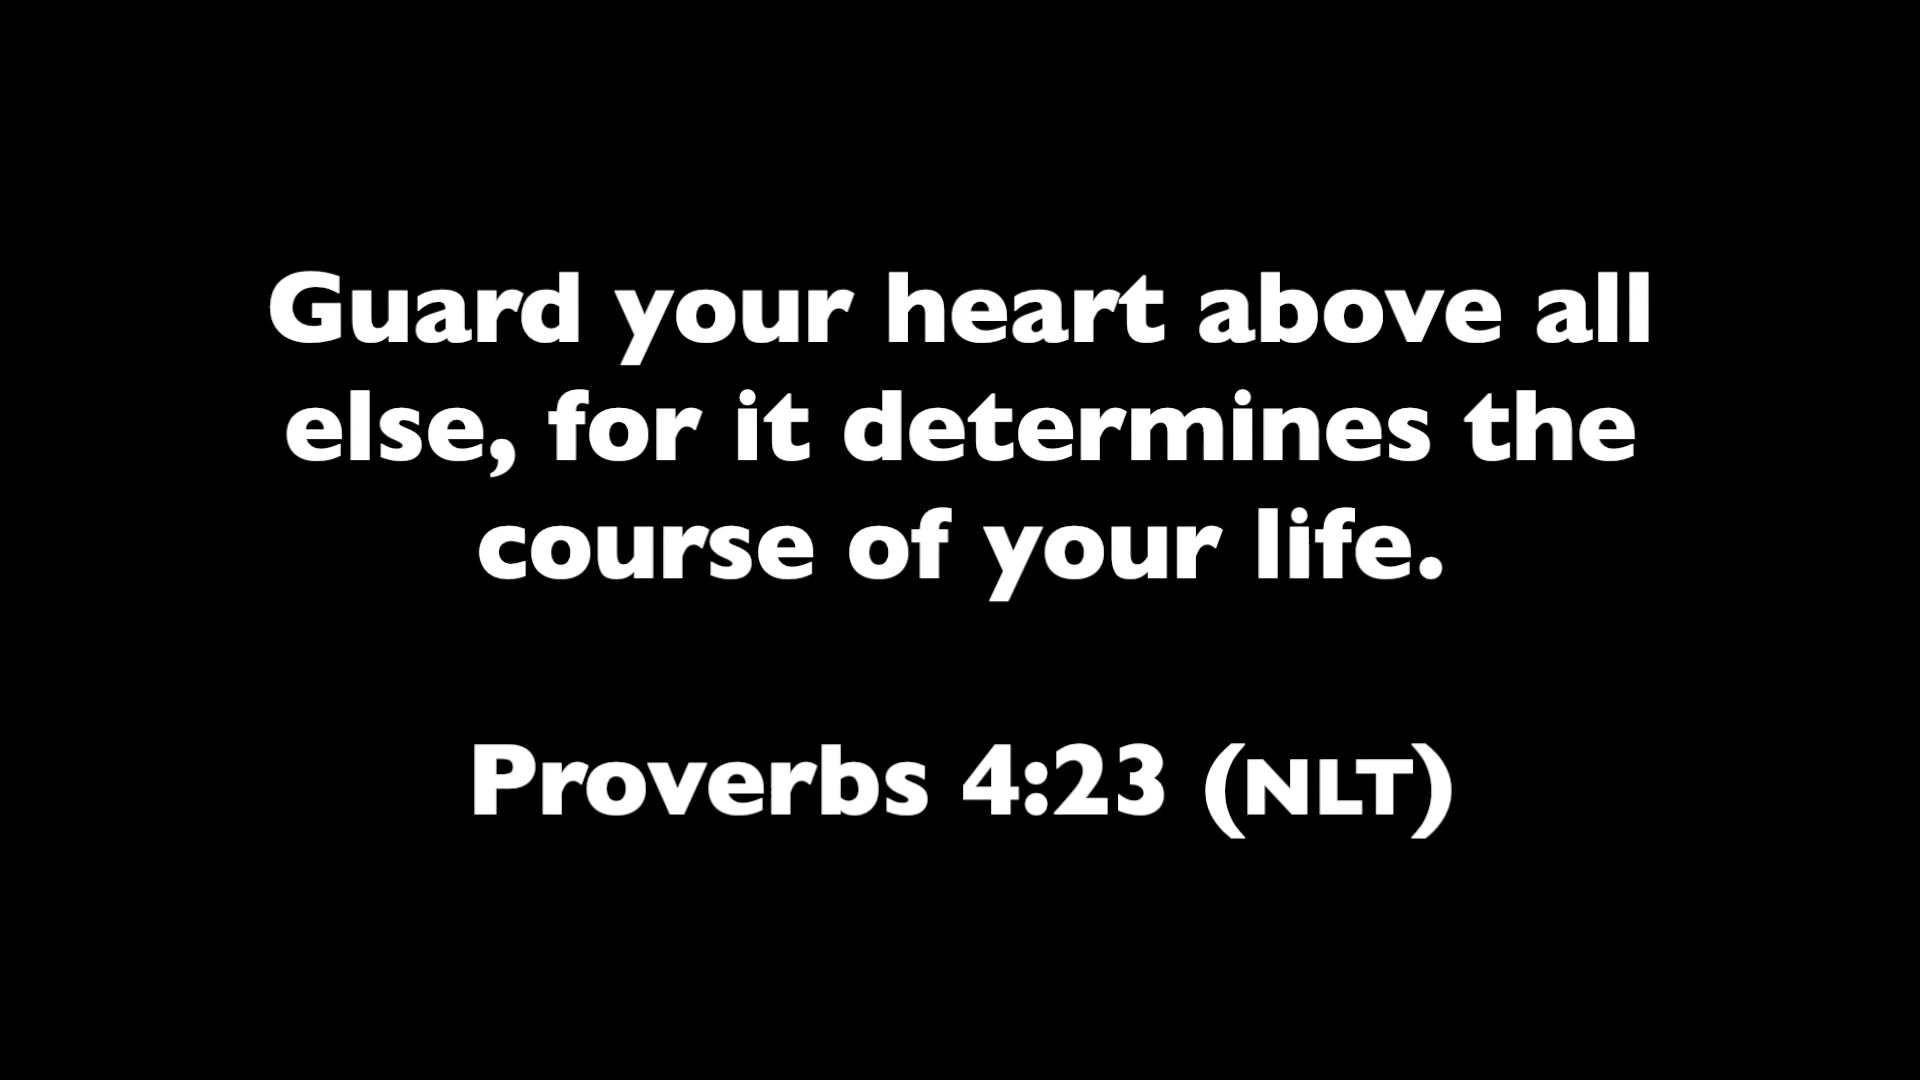 Guard your heart above all
else, for it determines the
course of your life.
Proverbs 4:23 (NLT)